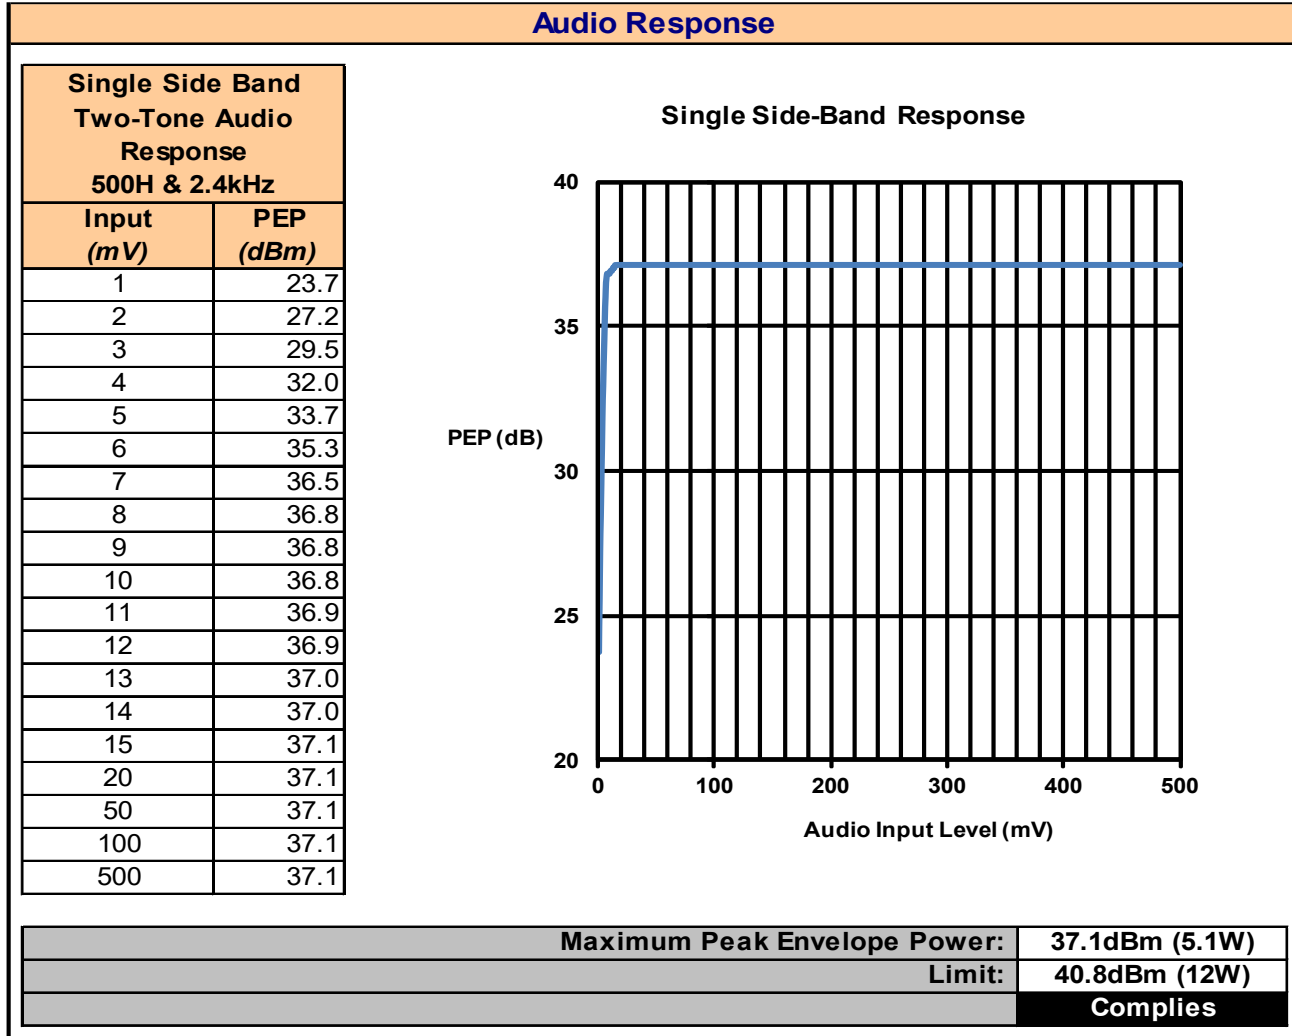 Audio Response
Single Side Band
Two-Tone Audio
Response
500H & 2.4kHz
Input PEP
(mV) (dBm)
1 23.7
2 27.2
3 29.5
4 32.0
5 33.7
6 35.3
7 36.5
8 36.8
9 36.8
10 36.8
11 36.9
12 36.9
13 37.0
14 37.0
15 37.1
20 37.1
50 37.1
100 37.1
500 37.1
Single Side-Band Response
40
35
PEP (dB)
30
25
20
0 100 200 300 400 500
Audio Input Level (mV)
Maximum Peak Envelope Power: 37.1dBm (5.1W)
Limit: 40.8dBm (12W)
Complies